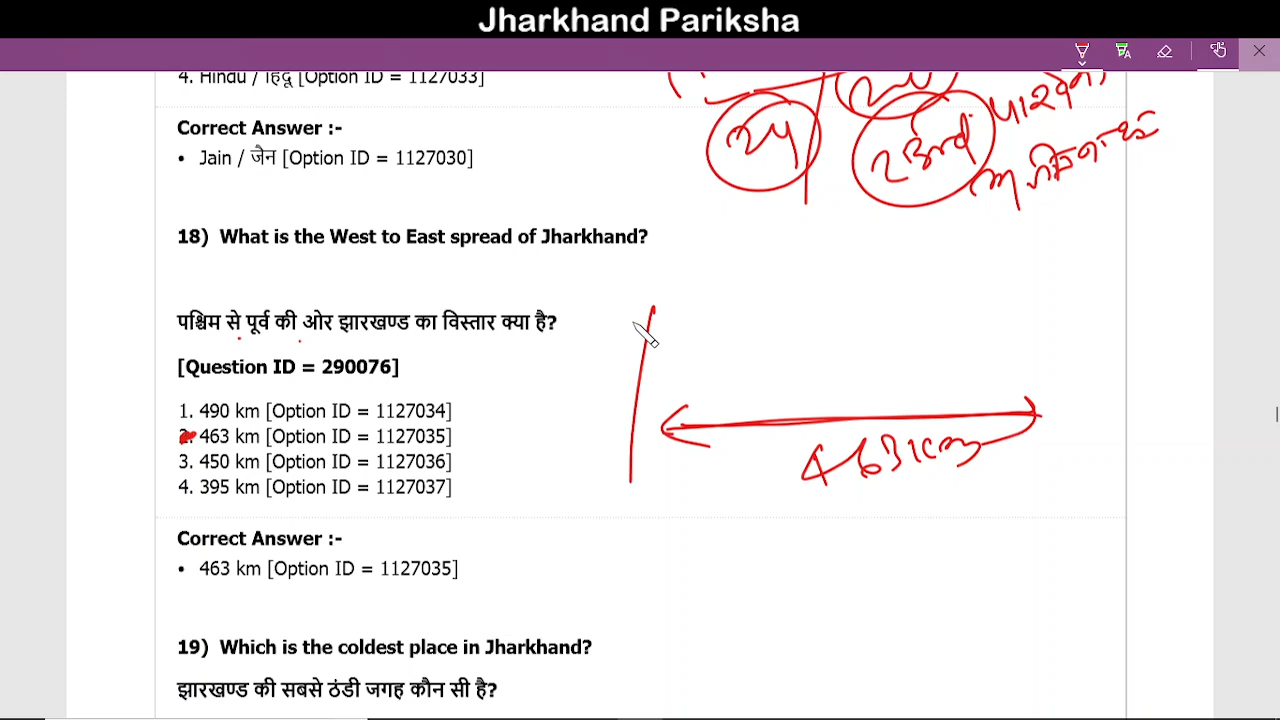 Jharkhand Pariksha
4. Hindu / हिंदू [Option ID = 1127033]
Correct Answer :-
• Jain / जैन [Option ID = 1127030]
18) What is the West to East spread of Jharkhand?
पश्चिम से पूर्व की ओर झारखण्ड का विस्तार क्या है?
[Question ID = 290076]
1. 490 km [Option ID = 1127034]
2. 463 km [Option ID = 1127035]
3. 450 km [Option ID = 1127036]
4. 395 km [Option ID = 1127037]
463 km
Correct Answer :-
• 463 km [Option ID = 1127035]
19) Which is the coldest place in Jharkhand?
झारखण्ड की सबसे ठंडी जगह कौन सी है?